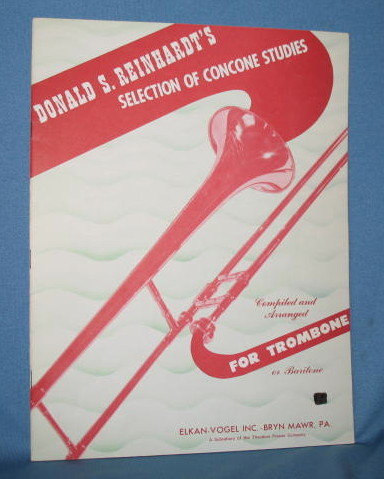 DONALD S. REINHARDT'S
SELECTION OF CONCONE STUDIES
Compiled and
Arranged
FOR TROMBONE
or Baritone
ELKAN-VOGEL INC.-BRYN MAWR, PA.
A Subsidiary of the Theodore Presser Company